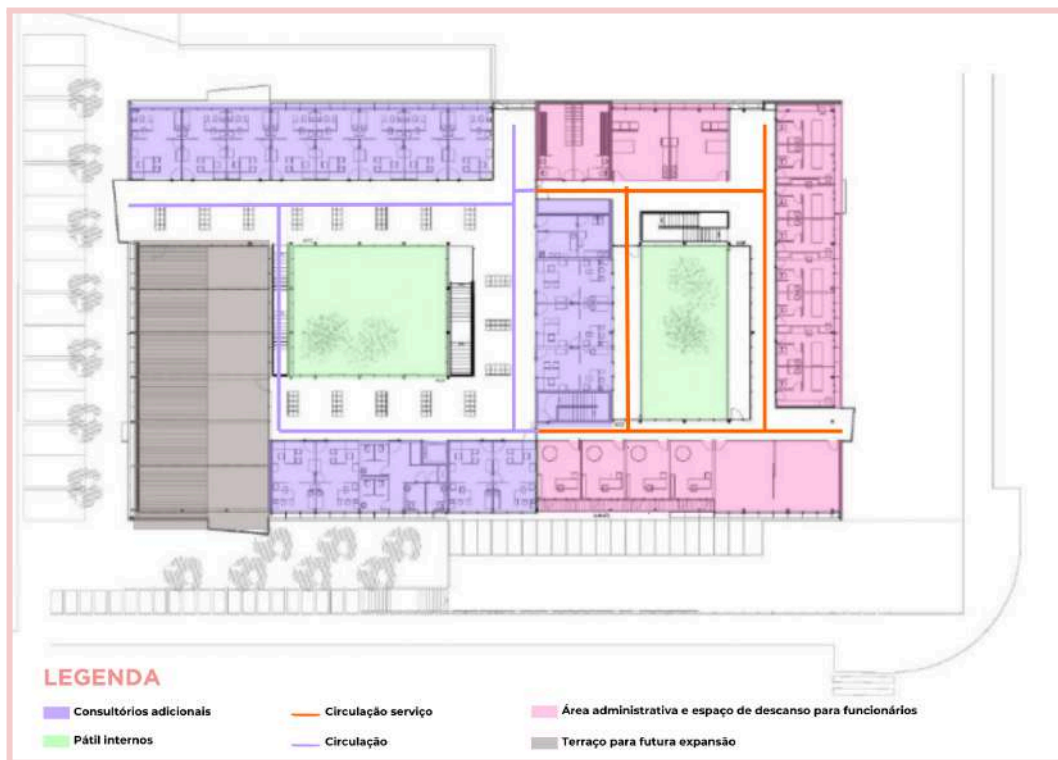 LEGENDA
Consultórios adicionais
Circulação serviço
Área administrativa e espaço de descanso para funcionários
Pátil internos
Circulação
Terraço para futura expansão